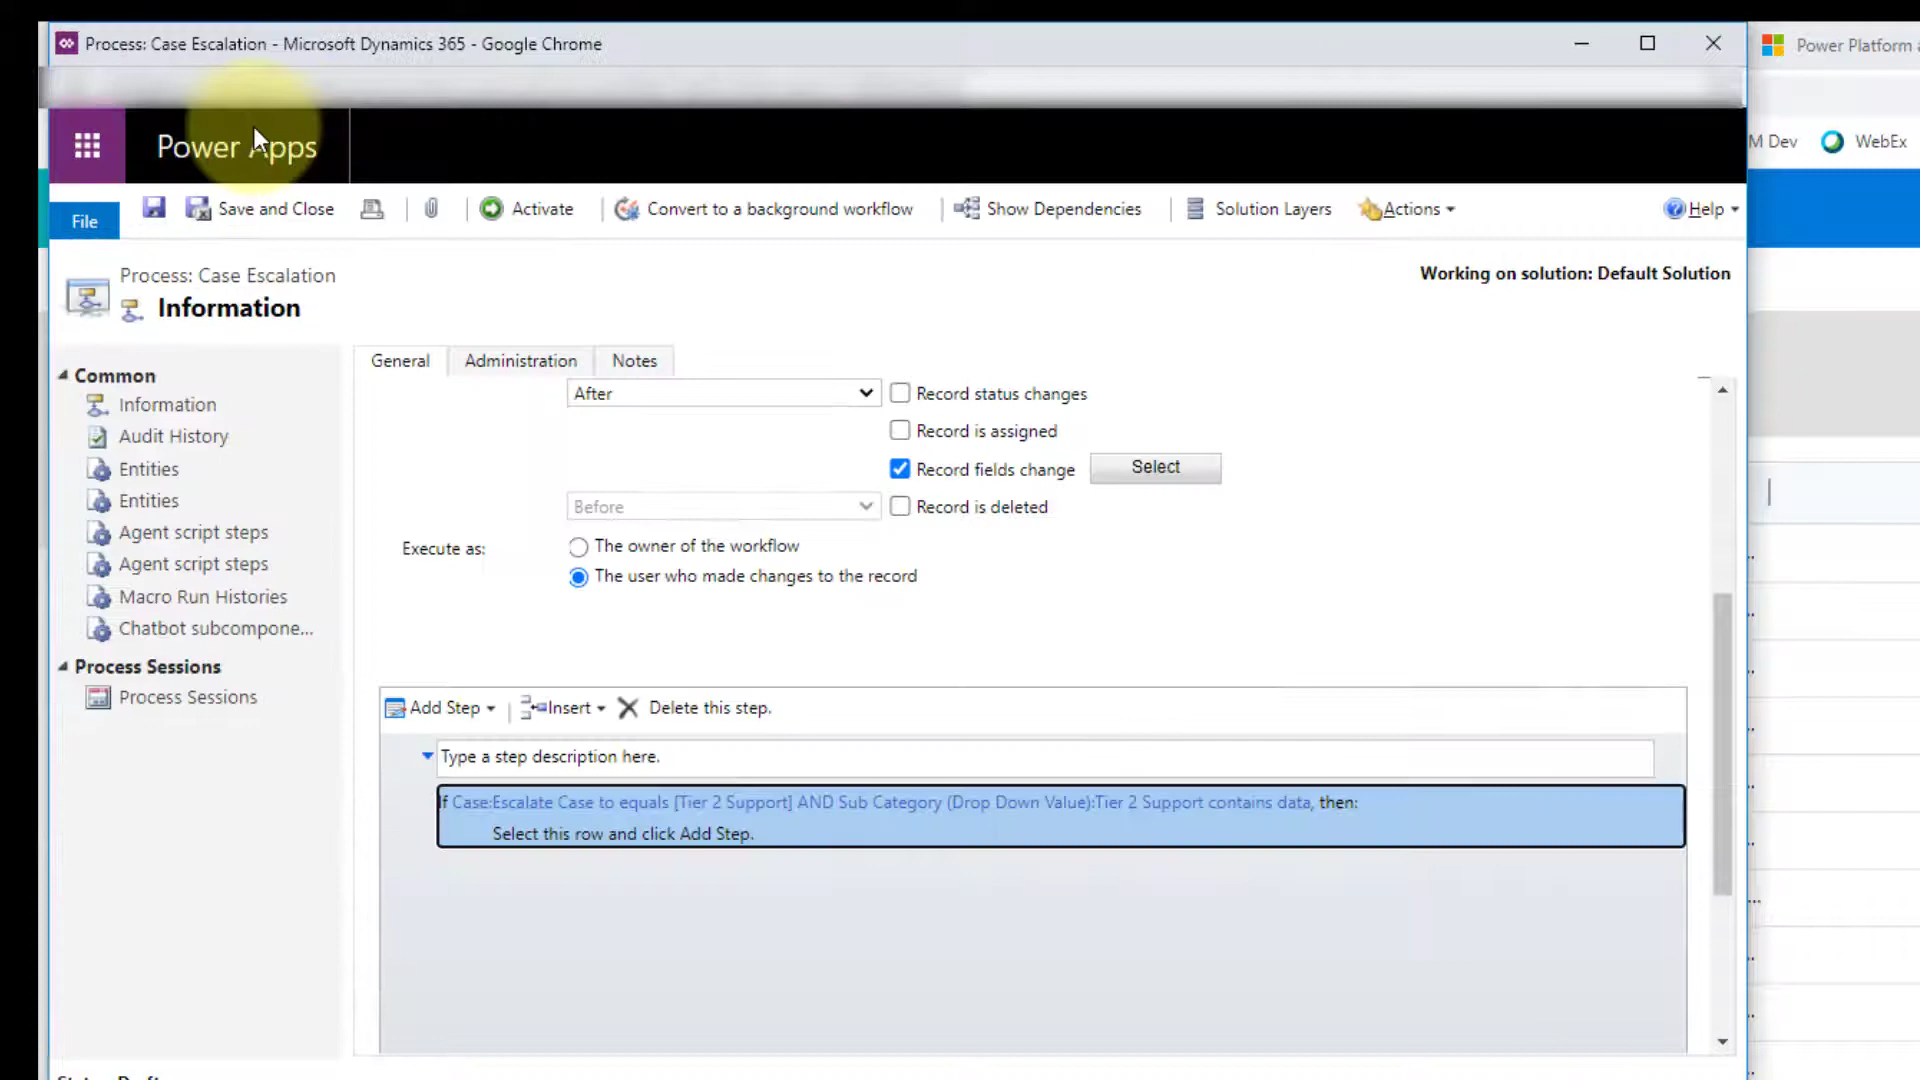 Process: Case Escalation - Microsoft Dynamics 365 - Google Chrome
Power Platform a
Power Apps
M Dev
WebEx
File
Save and Close
Activate
Convert to a background workflow
Show Dependencies
Solution Layers
Actions
Help
Process: Case Escalation
Information
Working on solution: Default Solution
Common
Information
Audit History
Entities
Entities
Agent script steps
Agent script steps
Macro Run Histories
Chatbot subcompone...
Process Sessions
Process Sessions
General
Administration
Notes
After
Record status changes
Record is assigned
Record fields change
Select
Before
Record is deleted
Execute as:
The owner of the workflow
The user who made changes to the record
Add Step
Insert
Delete this step.
Type a step description here.
If Case:Escalate Case to equals [Tier 2 Support] AND Sub Category (Drop Down Value):Tier 2 Support contains data, then:
Select this row and click Add Step.